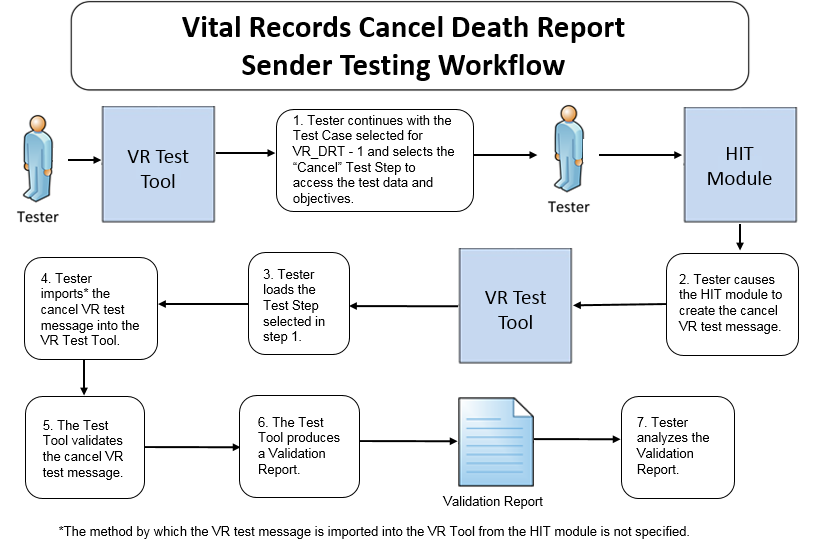 Vital Records Cancel Death Report
Sender Testing Workflow
Tester
VR Test
Tool
1. Tester continues with the
Test Case selected for
VR_DRT - 1 and selects the
“Cancel” Test Step to
access the test data and
objectives.
Tester
HIT
Module
2. Tester causes
the HIT module to
create the cancel
VR test message.
VR Test
Tool
3. Tester
loads the
Test Step
selected in
step 1.
4. Tester
imports* the
cancel VR test
message into the
VR Test Tool.
5. The Test
Tool validates
the cancel VR
test message.
6. The Test
Tool produces
a Validation
Report.
Validation Report
7. Tester
analyzes the
Validation
Report.
*The method by which the VR test message is imported into the VR Tool from the HIT module is not specified.